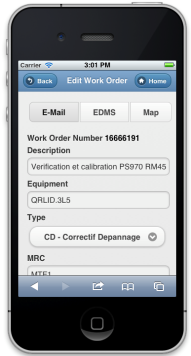 Carrier 3:01 PM
Back Edit Work Order Home
E-Mail EDMS Map
Work Order Number 16666191
Description
Verification et calibration PS970 RM45
Equipment
QRLID.3L5
Type
CD - Correctif Depannage
MRC
MTF1